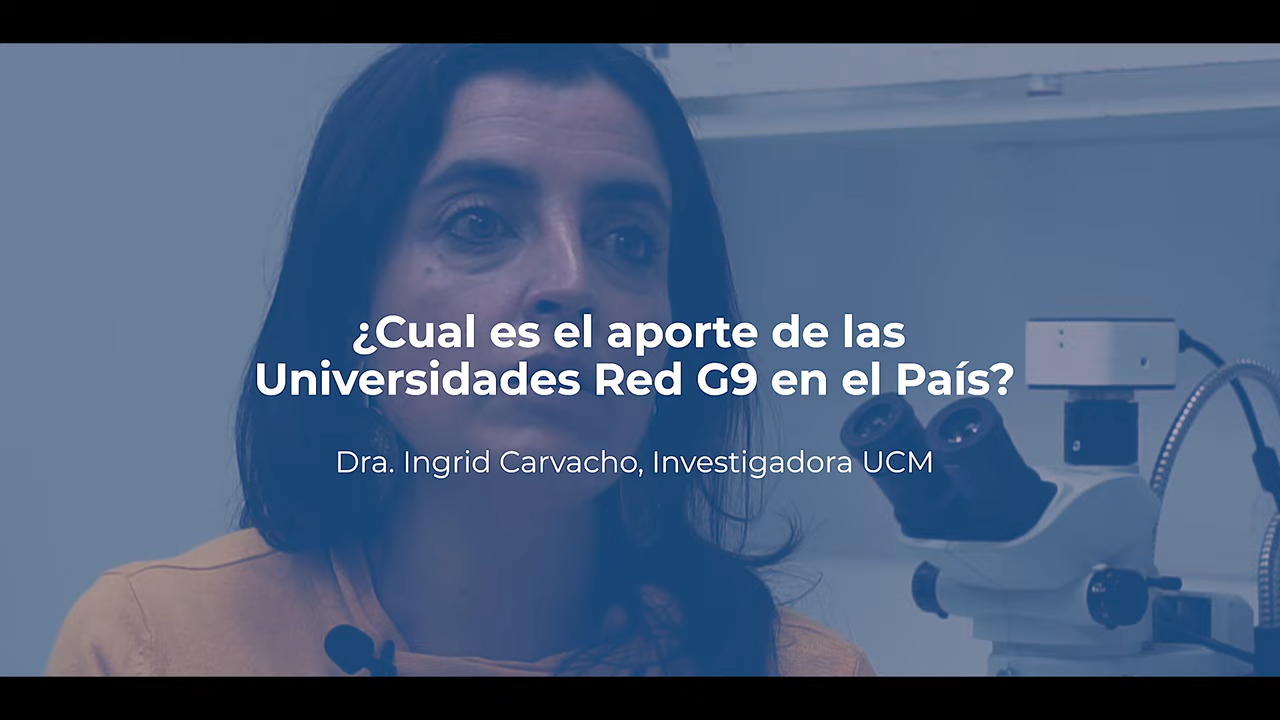 ¿Cual es el aporte de las
Universidades Red G9 en el País?
Dra. Ingrid Carvacho, Investigadora UCM